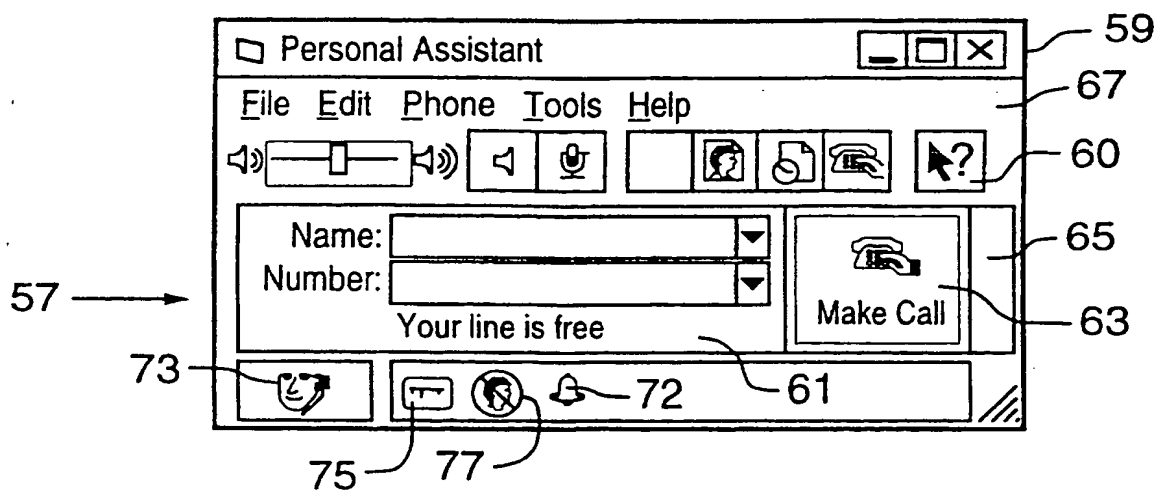 Personal Assistant
59
File Edit Phone Tools Help
67
?
60
Name:
65
Number:
57
Make Call
63
Your line is free
73
72
61
75
77